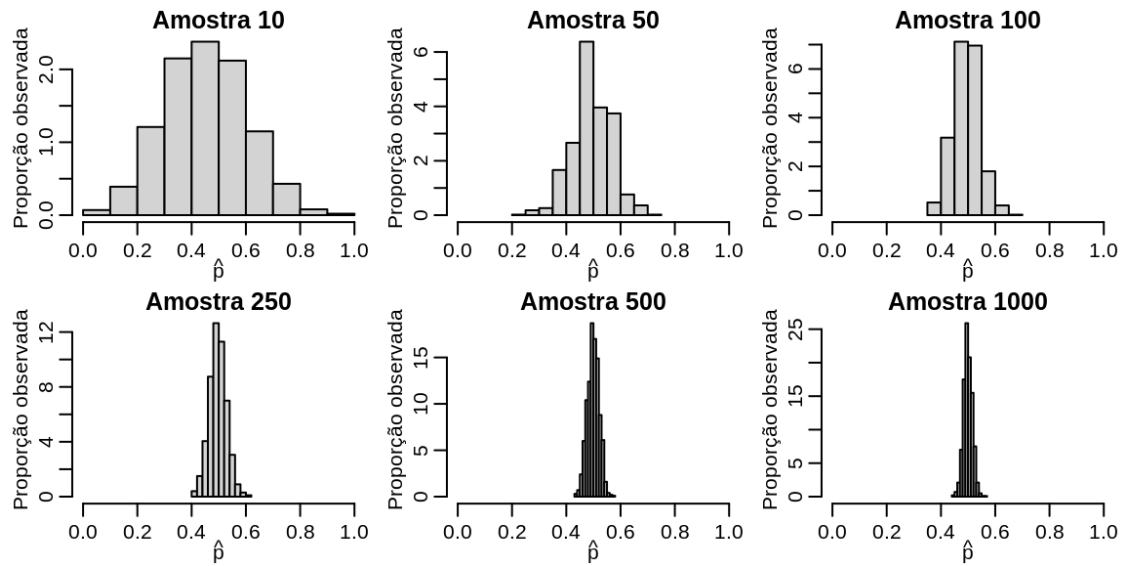 Amostra 10
Proporção observada
0.0 1.0 2.0
0.0 0.2 0.4 0.6 0.8 1.0
p̂
Amostra 50
Proporção observada
0 2 4 6
0.0 0.2 0.4 0.6 0.8 1.0
p̂
Amostra 100
Proporção observada
0 2 4 6
0.0 0.2 0.4 0.6 0.8 1.0
p̂
Amostra 250
Proporção observada
0 4 8 12
0.0 0.2 0.4 0.6 0.8 1.0
p̂
Amostra 500
Proporção observada
0 5 10 15
0.0 0.2 0.4 0.6 0.8 1.0
p̂
Amostra 1000
Proporção observada
0 5 15 25
0.0 0.2 0.4 0.6 0.8 1.0
p̂